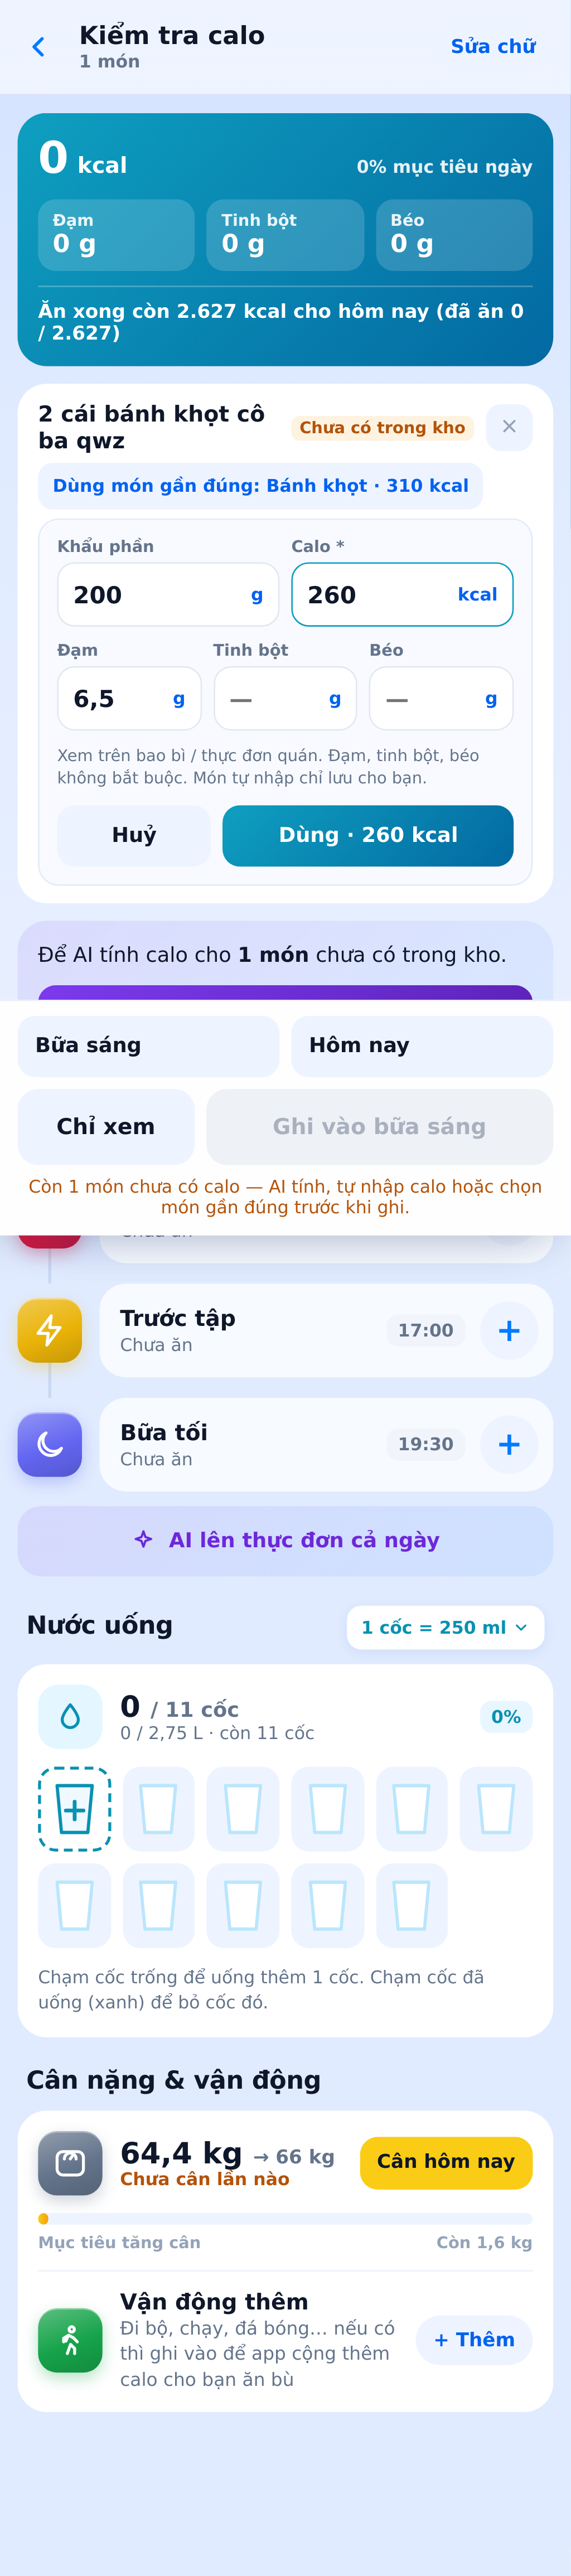 Kiểm tra calo
1 món
Sửa chữ
0 kcal
0% mục tiêu ngày
Đạm
0 g
Tinh bột
0 g
Béo
0 g
Ăn xong còn 2.627 kcal cho hôm nay (đã ăn 0
/ 2.627)
2 cái bánh khọt cô
ba qwz
Chưa có trong kho
Dùng món gần đúng: Bánh khọt · 310 kcal
Khẩu phần
Calo *
200 g
260 kcal
Đạm
Tinh bột
Béo
6,5 g
— g
— g
Xem trên bao bì / thực đơn quán. Đạm, tinh bột, béo
không bắt buộc. Món tự nhập chỉ lưu cho bạn.
Huỷ
Dùng · 260 kcal
Để AI tính calo cho 1 món chưa có trong kho.
Bữa sáng
Hôm nay
Chỉ xem
Ghi vào bữa sáng
Còn 1 món chưa có calo — AI tính, tự nhập calo hoặc chọn
món gần đúng trước khi ghi.
Trước tập
Chưa ăn
17:00
Bữa tối
Chưa ăn
19:30
AI lên thực đơn cả ngày
Nước uống
1 cốc = 250 ml
0 / 11 cốc
0 / 2,75 L · còn 11 cốc
0%
Chạm cốc trống để uống thêm 1 cốc. Chạm cốc đã
uống (xanh) để bỏ cốc đó.
Cân nặng & vận động
64,4 kg → 66 kg
Chưa cân lần nào
Cân hôm nay
Mục tiêu tăng cân
Còn 1,6 kg
Vận động thêm
Đi bộ, chạy, đá bóng... nếu có
thì ghi vào để app cộng thêm
calo cho bạn ăn bù
+ Thêm